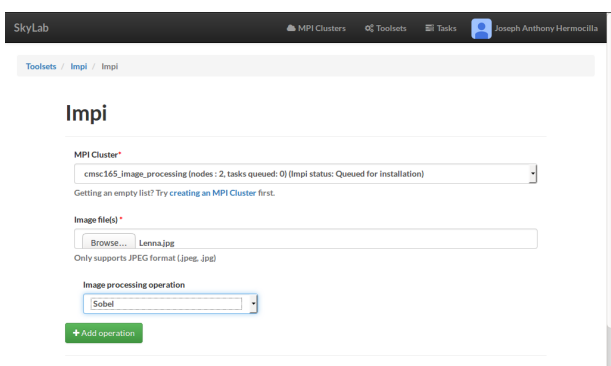 SkyLab MPI Clusters Toolsets Tasks Joseph Anthony Hermocilla
Toolsets / Impi / Impi
Impi
MPI Cluster*
cmsc165_image_processing (nodes : 2, tasks queued: 0) (Impi status: Queued for installation)
Getting an empty list? Try creating an MPI Cluster first.
Image file(s) *
Browse... Lenna.jpg
Only supports JPEG format (.jpeg, .jpg)
Image processing operation
Sobel
+ Add operation